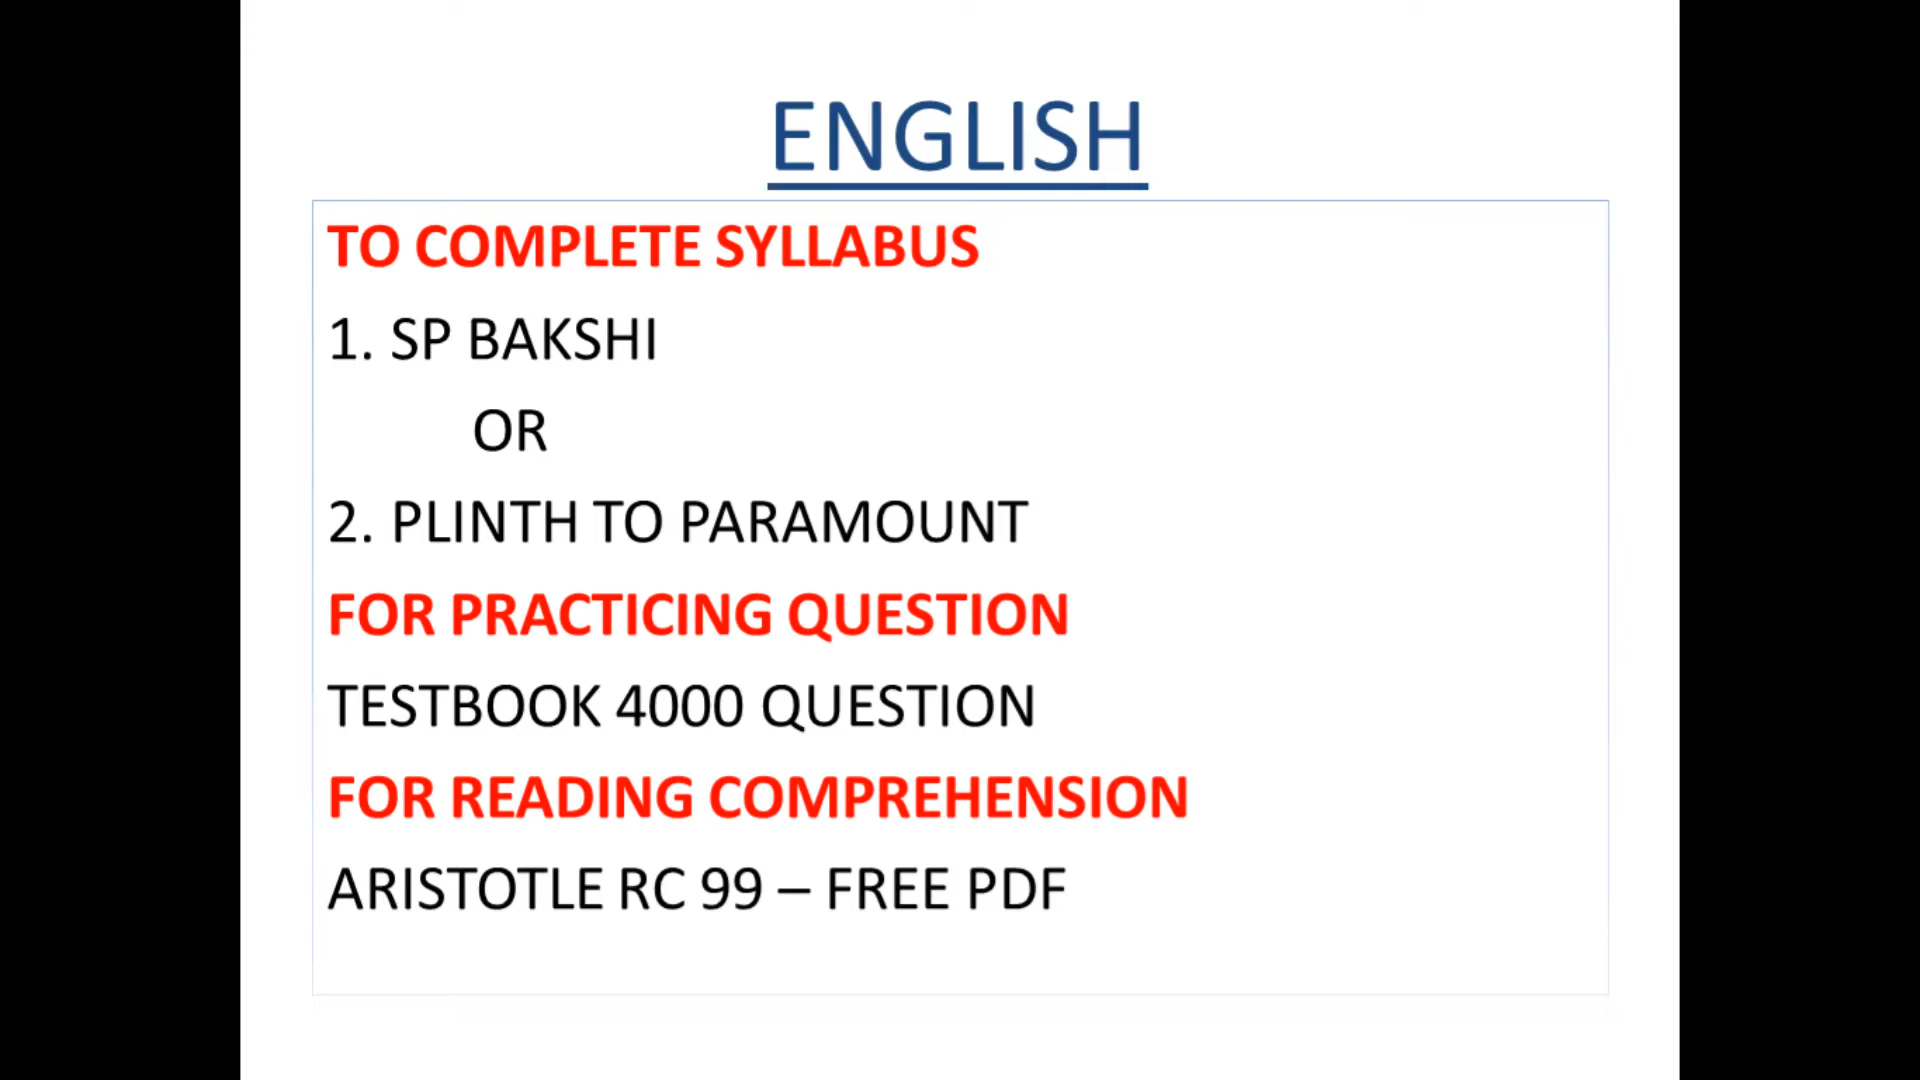 ENGLISH
TO COMPLETE SYLLABUS
1. SP BAKSHI
OR
2. PLINTH TO PARAMOUNT
FOR PRACTICING QUESTION
TESTBOOK 4000 QUESTION
FOR READING COMPREHENSION
ARISTOTLE RC 99 – FREE PDF